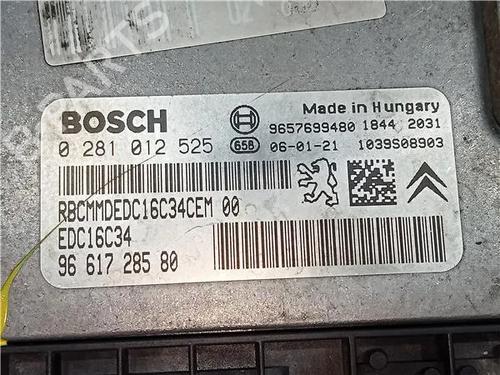 BOSCH
Made in Hungary
9657699480 1844 2031
0 281 012 525
658 06-01-21 1039S08903
RBCMMDEDC16C34CEM 00
EDC16C34
96 617 285 80